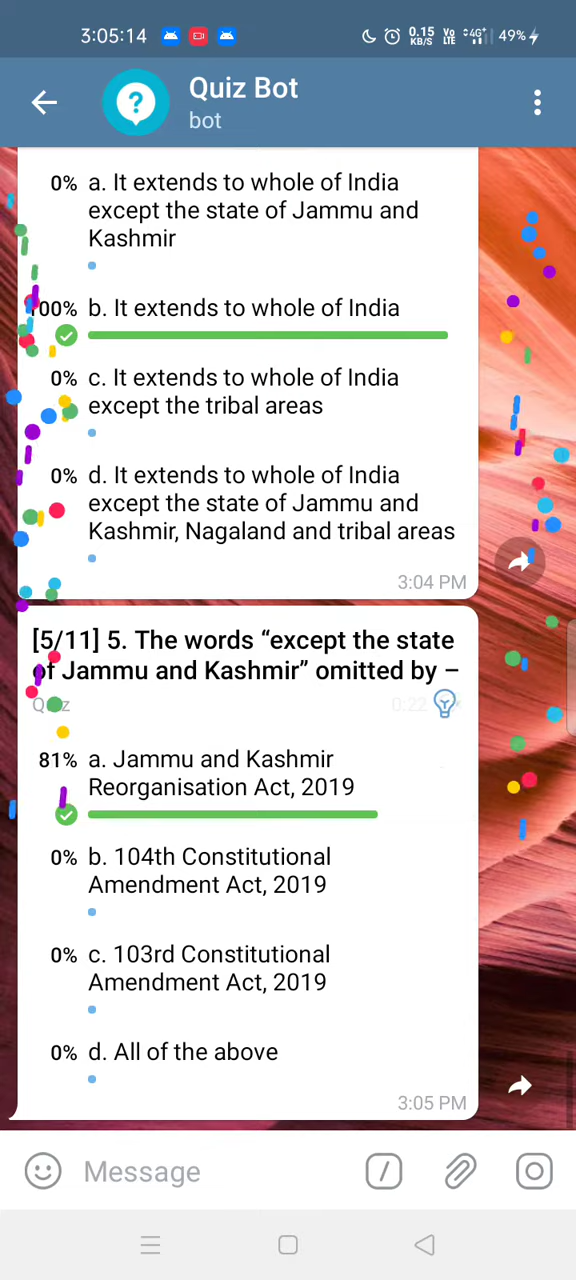 3:05:14
0.15 KB/S
Vo LTE
4G+
49%
Quiz Bot
bot
0% a. It extends to whole of India
except the state of Jammu and
Kashmir
100% b. It extends to whole of India
0% c. It extends to whole of India
except the tribal areas
0% d. It extends to whole of India
except the state of Jammu and
Kashmir, Nagaland and tribal areas
3:04 PM
[5/11] 5. The words “except the state
of Jammu and Kashmir” omitted by –
Quiz
0:22
81% a. Jammu and Kashmir
Reorganisation Act, 2019
0% b. 104th Constitutional
Amendment Act, 2019
0% c. 103rd Constitutional
Amendment Act, 2019
0% d. All of the above
3:05 PM
Message